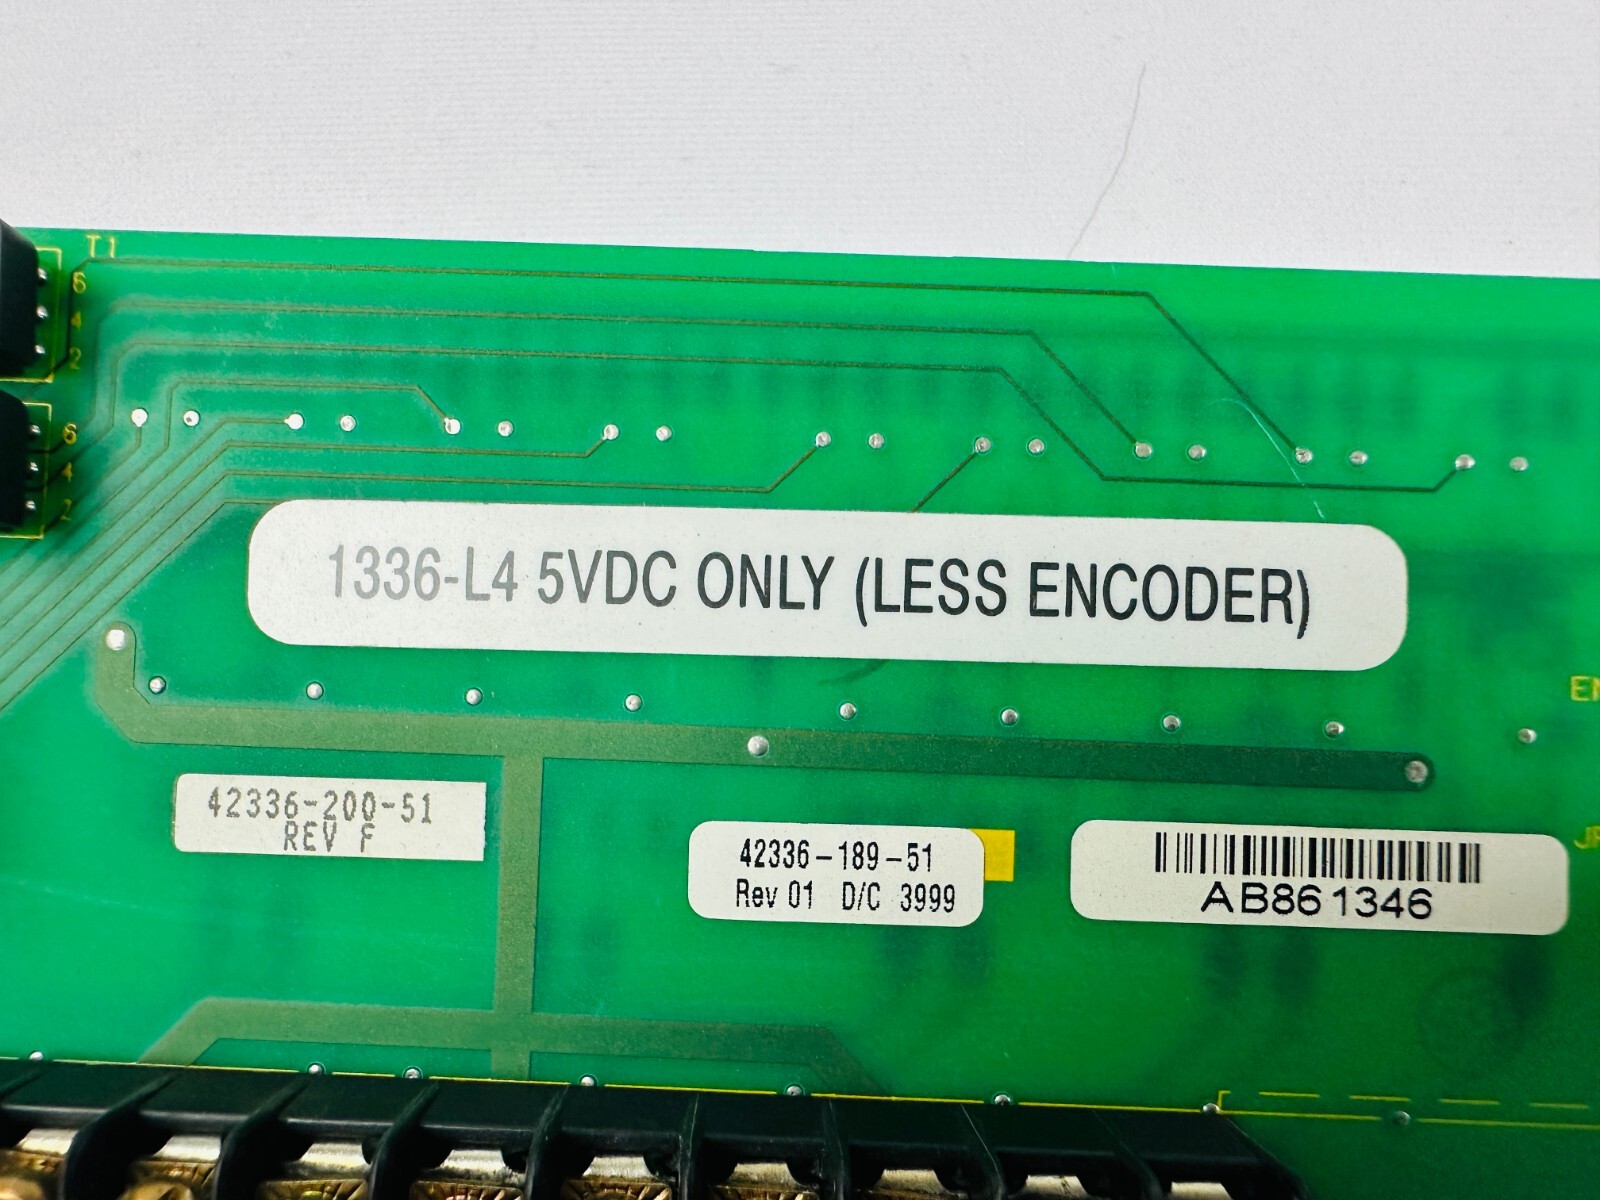 T1
6
4
2
6
4
2
1336-L4 5VDC ONLY (LESS ENCODER)
EN
42336-200-51
REV F
42336-189-51
Rev 01 D/C 3999
AB861346